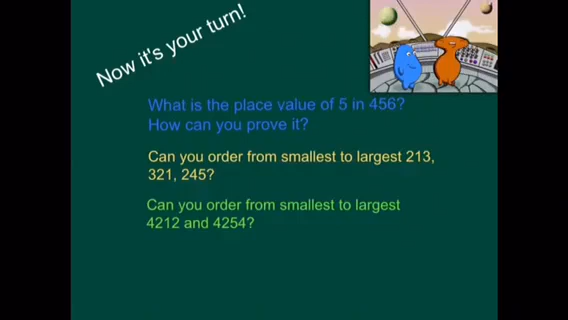 Now it's your turn!
What is the place value of 5 in 456?
How can you prove it?
Can you order from smallest to largest 213,
321, 245?
Can you order from smallest to largest
4212 and 4254?